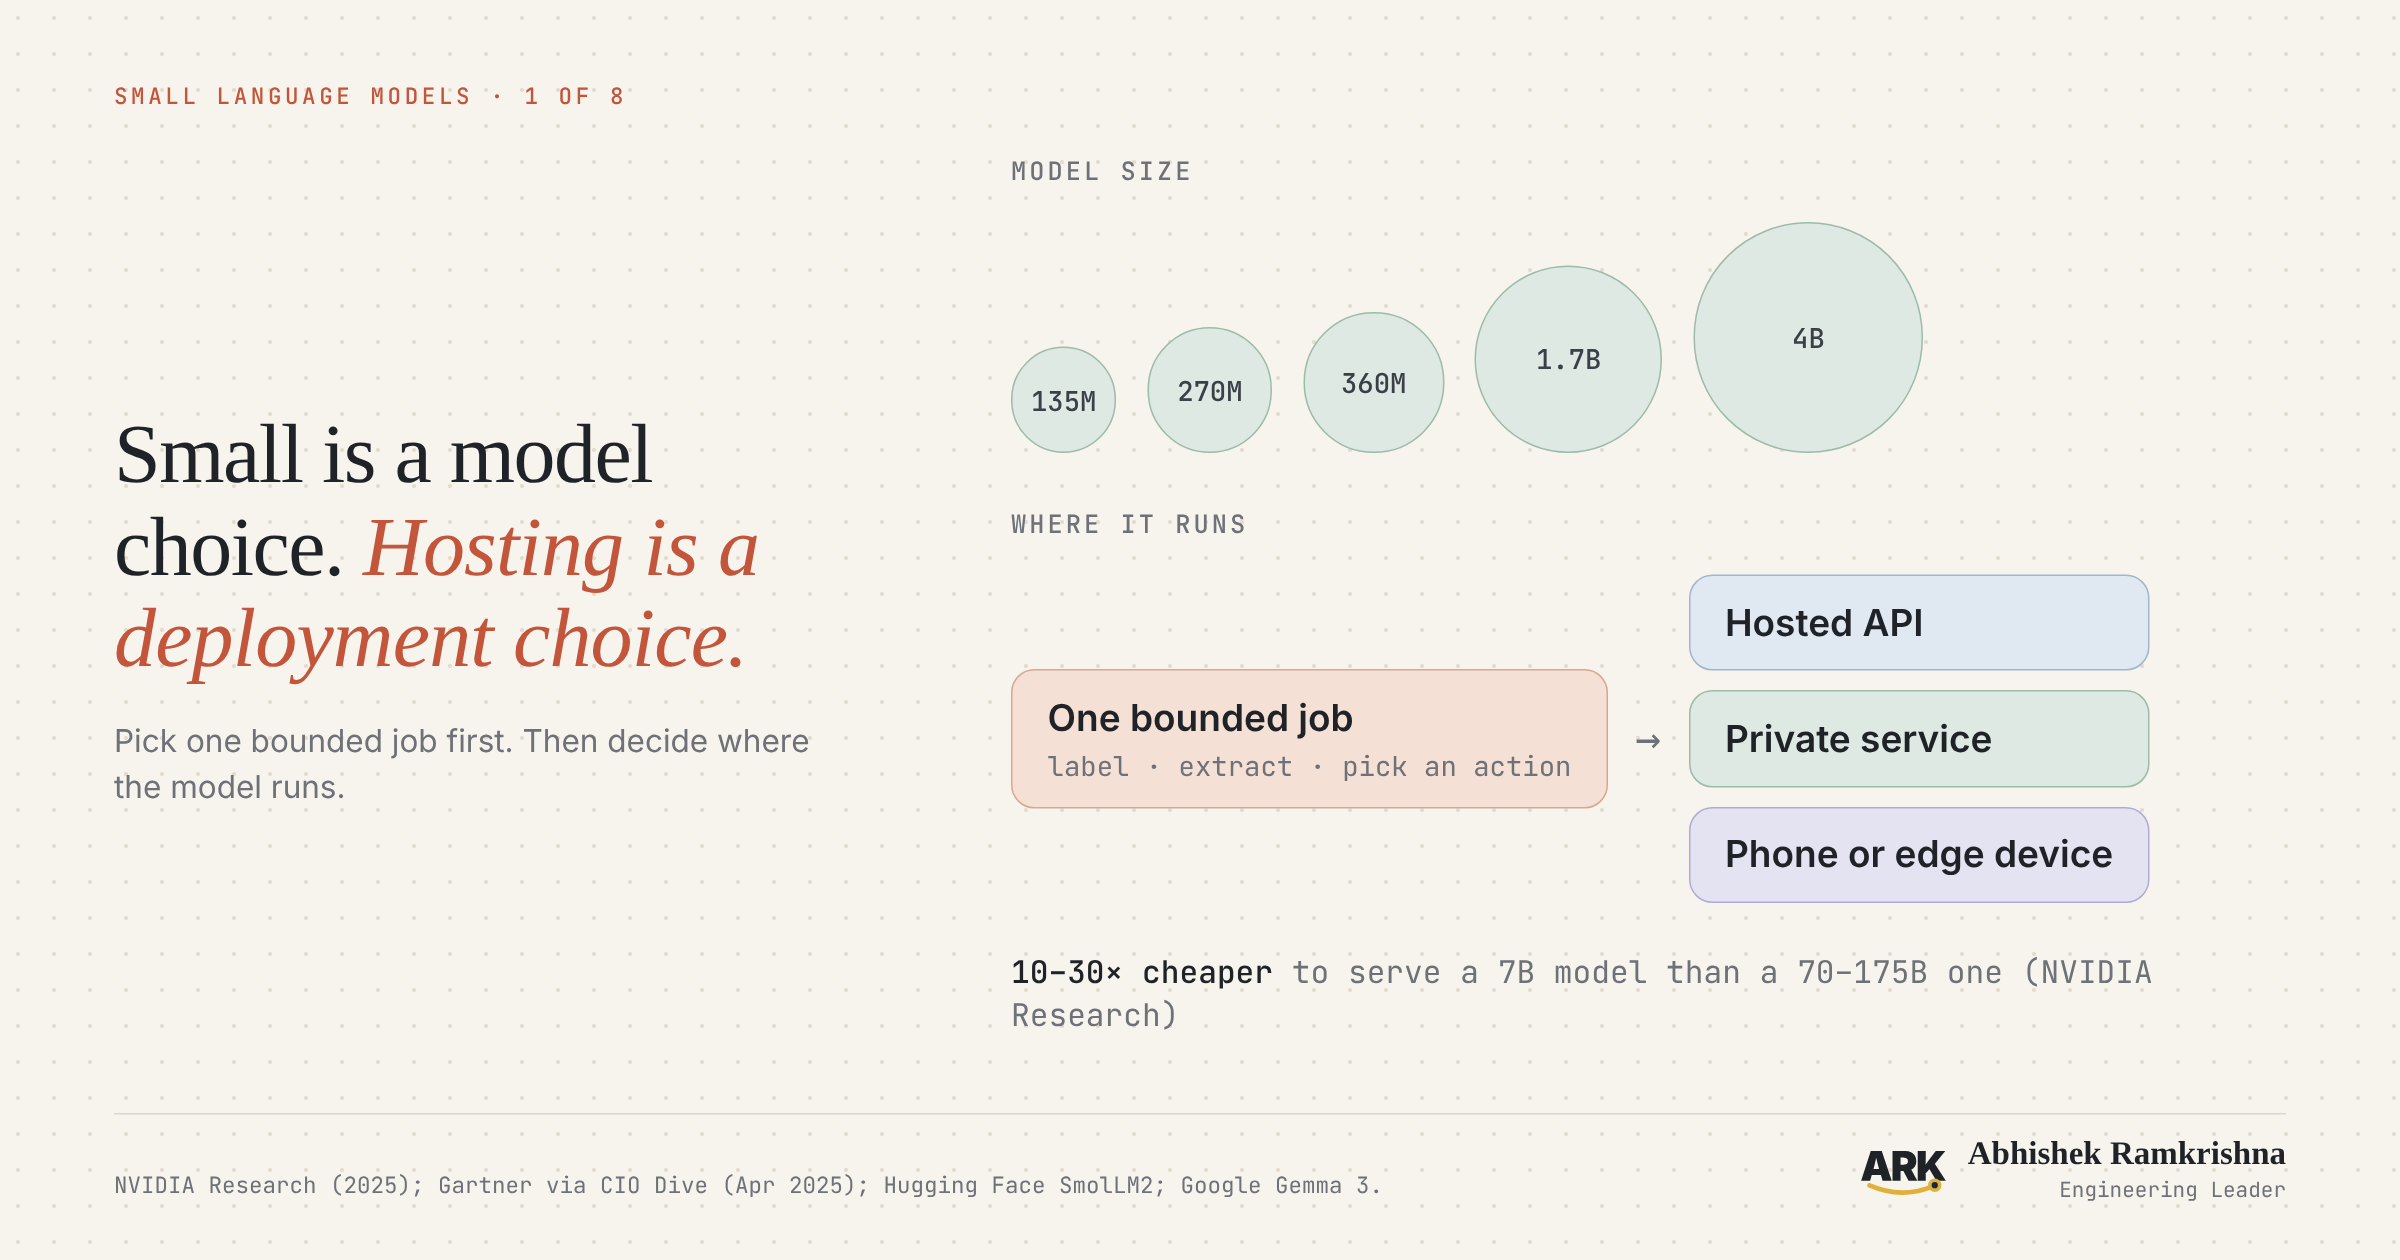 SMALL LANGUAGE MODELS · 1 OF 8
Small is a model
choice. Hosting is a
deployment choice.
Pick one bounded job first. Then decide where
the model runs.
MODEL SIZE
135M
270M
360M
1.7B
4B
WHERE IT RUNS
One bounded job
label · extract · pick an action
→
Hosted API
Private service
Phone or edge device
10–30× cheaper to serve a 7B model than a 70–175B one (NVIDIA
Research)
NVIDIA Research (2025); Gartner via CIO Dive (Apr 2025); Hugging Face SmolLM2; Google Gemma 3.
ARK
Abhishek Ramkrishna
Engineering Leader